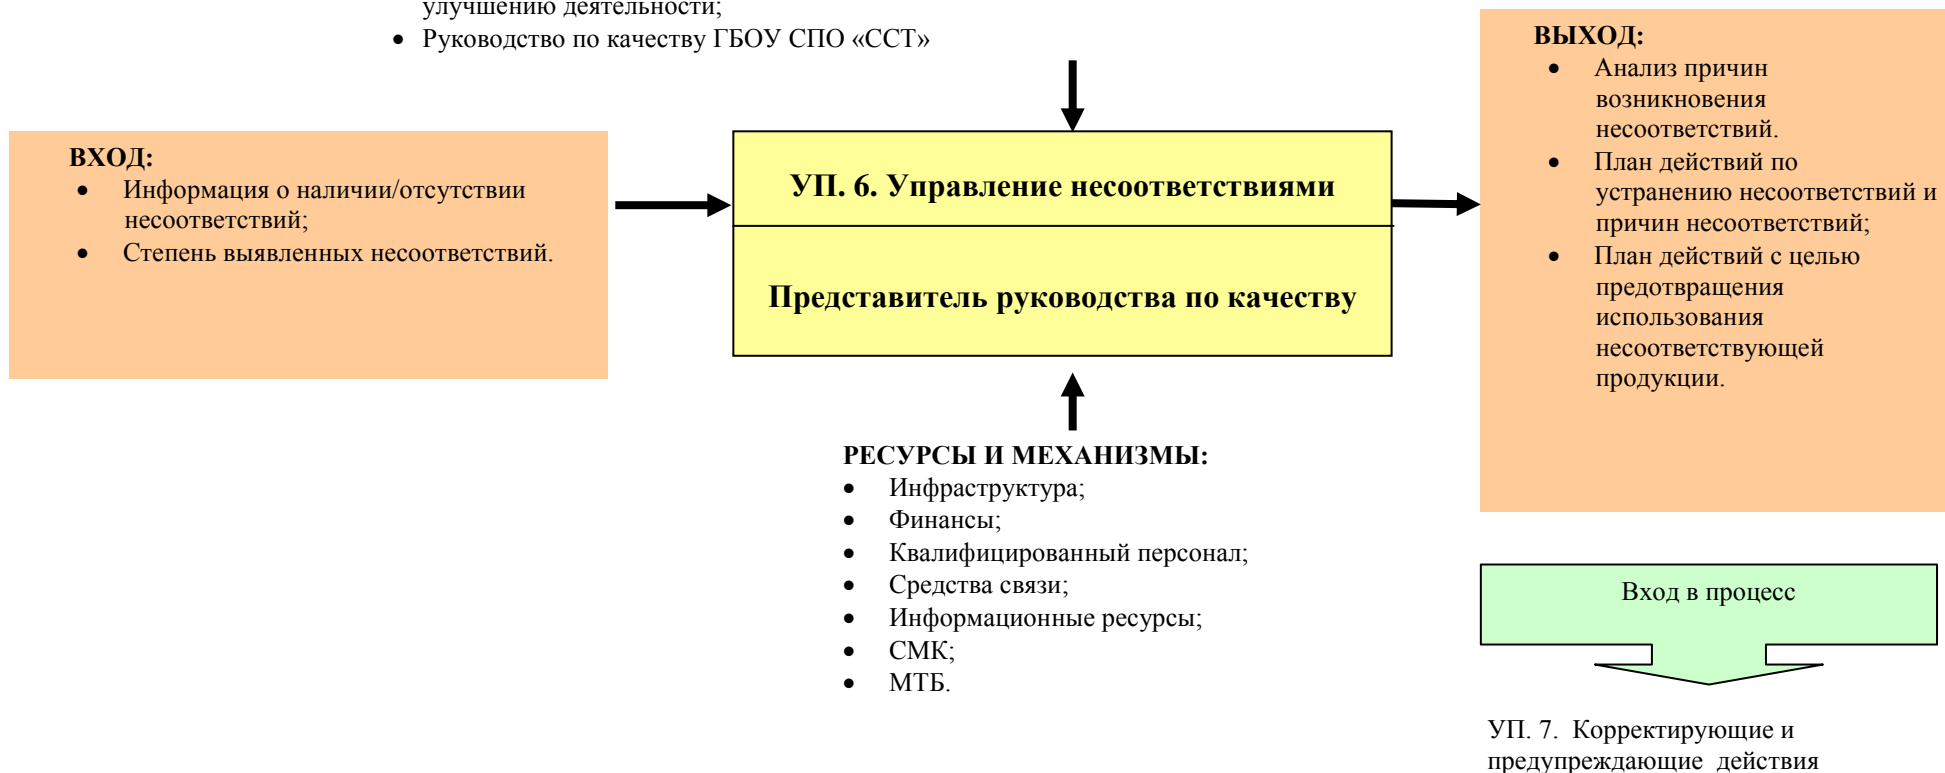 улучшению деятельности;
• Руководство по качеству ГБОУ СПО «ССТ»
ВХОД:
• Информация о наличии/отсутствии
несоответствий;
• Степень выявленных несоответствий.
УП. 6. Управление несоответствиями
Представитель руководства по качеству
ВЫХОД:
• Анализ причин
возникновения
несоответствий.
• План действий по
устранению несоответствий и
причин несоответствий;
• План действий с целью
предотвращения
использования
несоответствующей
продукции.
РЕСУРСЫ И МЕХАНИЗМЫ:
• Инфраструктура;
• Финансы;
• Квалифицированный персонал;
• Средства связи;
• Информационные ресурсы;
• СМК;
• МТБ.
Вход в процесс
УП. 7. Корректирующие и
предупреждающие действия